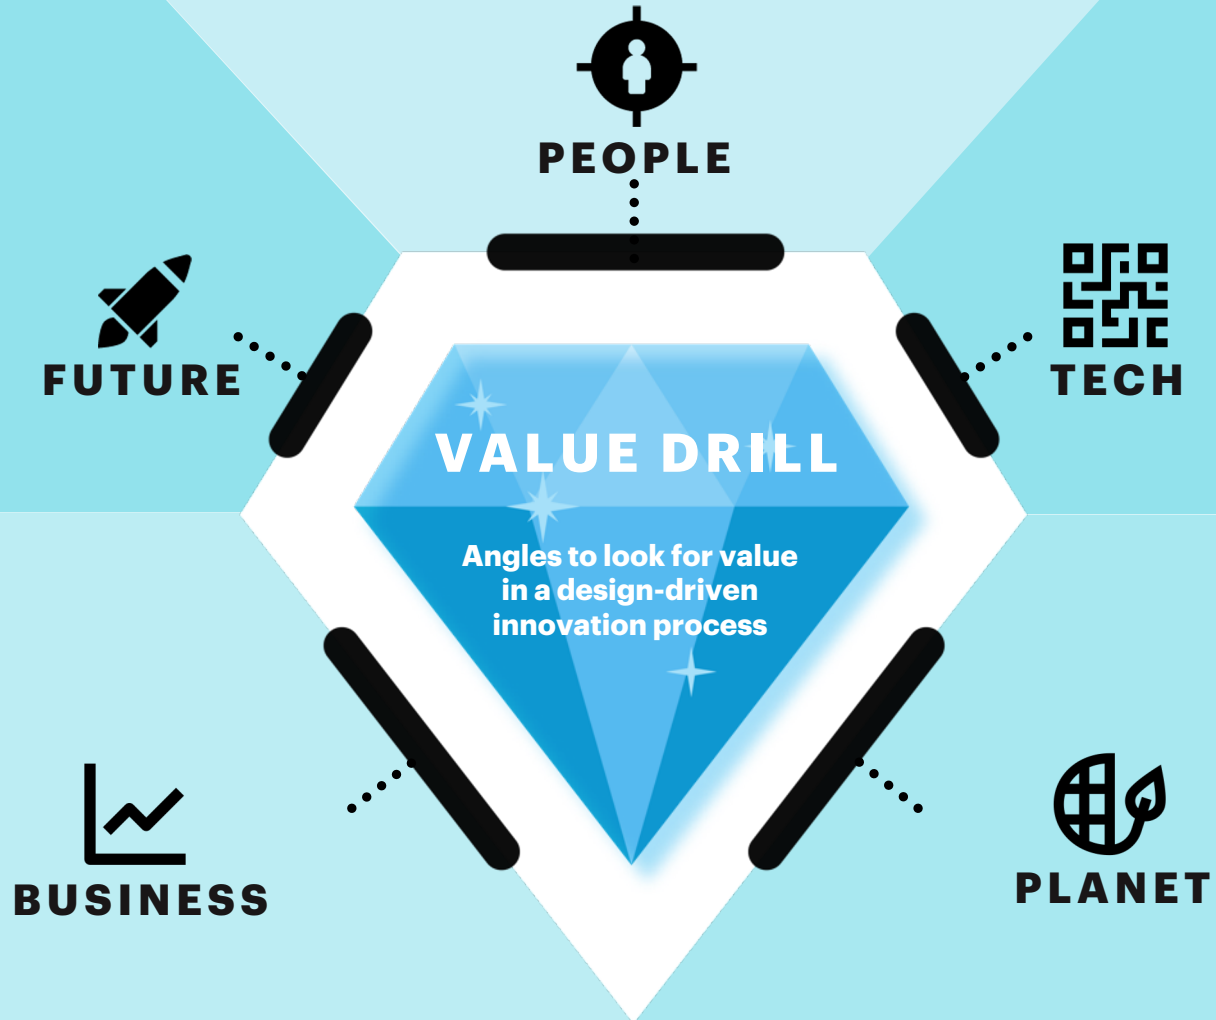 PEOPLE
FUTURE
TECH
VALUE DRILL
Angles to look for value
in a design-driven
innovation process
BUSINESS
PLANET